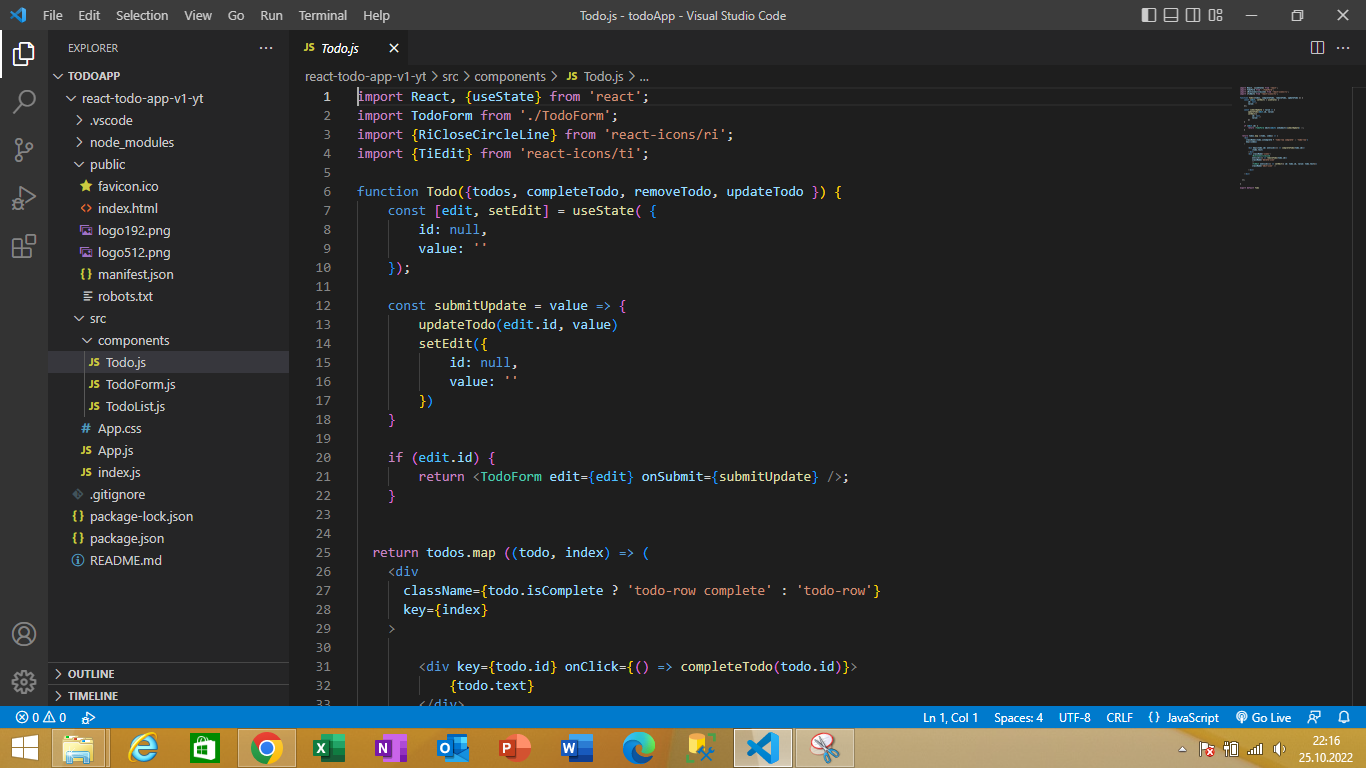 File Edit Selection View Go Run Terminal Help
Todo.js - todoApp - Visual Studio Code
EXPLORER
TODOAPP
react-todo-app-v1-yt
.vscode
node_modules
public
favicon.ico
index.html
logo192.png
logo512.png
manifest.json
robots.txt
src
components
JS Todo.js
JS TodoForm.js
JS TodoList.js
# App.css
JS App.js
JS index.js
.gitignore
{} package-lock.json
{} package.json
README.md
OUTLINE
TIMELINE
JS Todo.js
react-todo-app-v1-yt > src > components > JS Todo.js > ...
1 import React, {useState} from 'react';
2 import TodoForm from './TodoForm';
3 import {RiCloseCircleLine} from 'react-icons/ri';
4 import {TiEdit} from 'react-icons/ti';
5
6 function Todo({todos, completeTodo, removeTodo, updateTodo }) {
7 const [edit, setEdit] = useState( {
8 id: null,
9 value: ''
10 });
11
12 const submitUpdate = value => {
13 updateTodo(edit.id, value)
14 setEdit({
15 id: null,
16 value: ''
17 })
18 }
19
20 if (edit.id) {
21 return <TodoForm edit={edit} onSubmit={submitUpdate} />;
22 }
23
24
25 return todos.map ((todo, index) => (
26 <div
27 className={todo.isComplete ? 'todo-row complete' : 'todo-row'}
28 key={index}
29 >
30
31 <div key={todo.id} onClick={() => completeTodo(todo.id)}>
32 {todo.text}
33 </div>
0 0
Ln 1, Col 1 Spaces: 4 UTF-8 CRLF {} JavaScript Go Live
22:16
25.10.2022